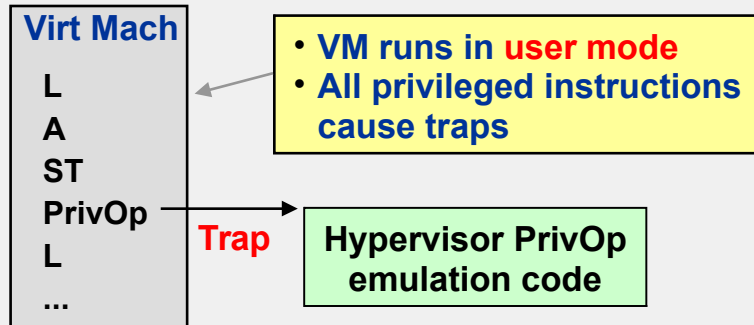 Virt Mach
L
A
ST
PrivOp
L
...
• VM runs in user mode
• All privileged instructions
cause traps
Trap
Hypervisor PrivOp
emulation code